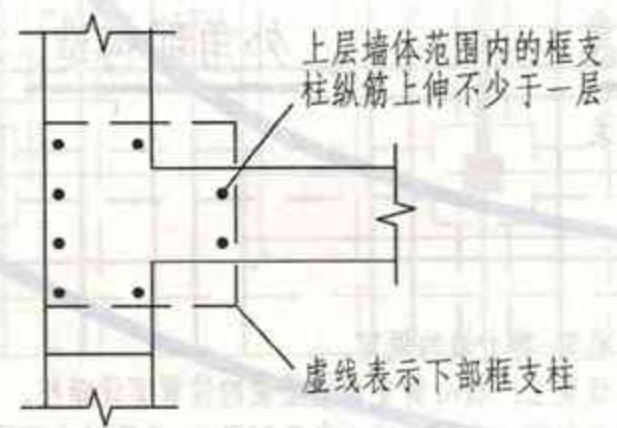 上层墙体范围内的框支
柱纵筋上伸不少于一层
虚线表示下部框支柱